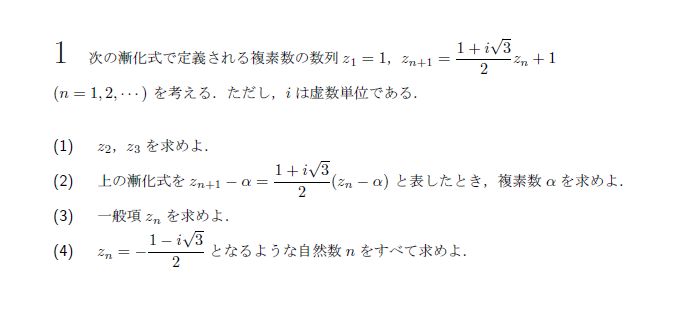 1 次の漸化式で定義される複素数の数列 $z_1 = 1$, $z_{n+1} = \dfrac{1+i\sqrt{3}}{2}z_n + 1$
$(n = 1, 2, \cdots)$ を考える．ただし，$i$ は虚数単位である．
(1) $z_2$, $z_3$ を求めよ．
(2) 上の漸化式を $z_{n+1} - \alpha = \dfrac{1+i\sqrt{3}}{2}(z_n - \alpha)$ と表したとき，複素数 $\alpha$ を求めよ．
(3) 一般項 $z_n$ を求めよ．
(4) $z_n = -\dfrac{1-i\sqrt{3}}{2}$ となるような自然数 $n$ をすべて求めよ．